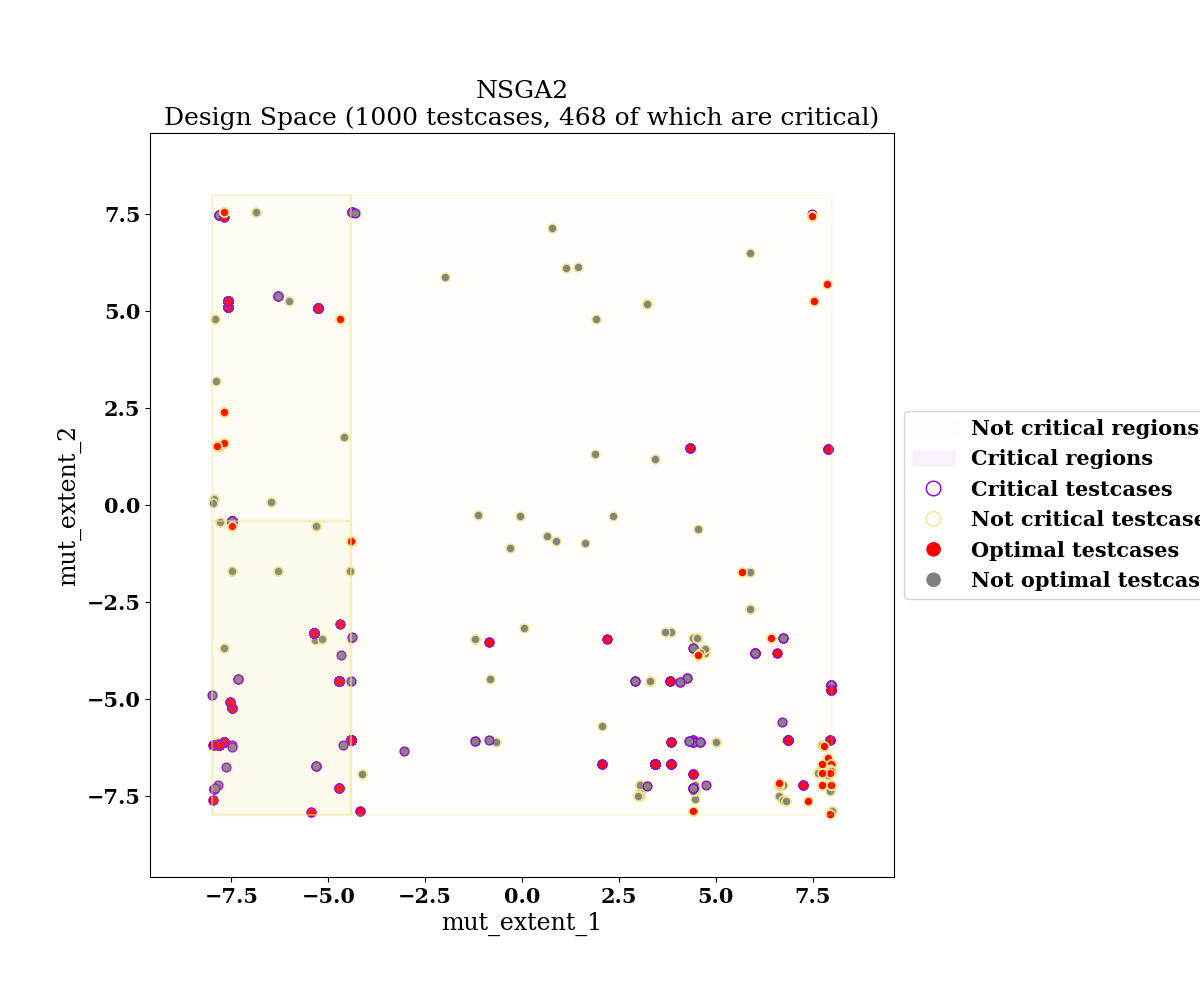 NSGA2
Design Space (1000 testcases, 468 of which are critical)
7.5
5.0
2.5
0.0
−2.5
−5.0
−7.5
mut_extent_2
−7.5
−5.0
−2.5
0.0
2.5
5.0
7.5
mut_extent_1
Not critical regions
Critical regions
Critical testcases
Not critical testcase
Optimal testcases
Not optimal testcas